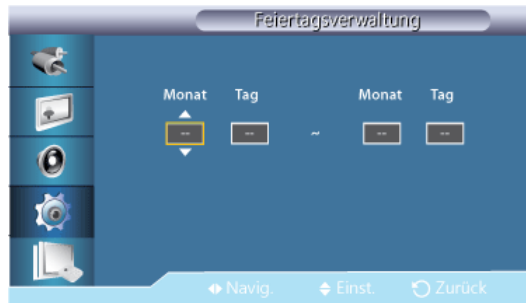 Feiertagsverwaltung
Monat Tag Monat Tag
-- -- ~ -- --
Navig. Einst. Zurück